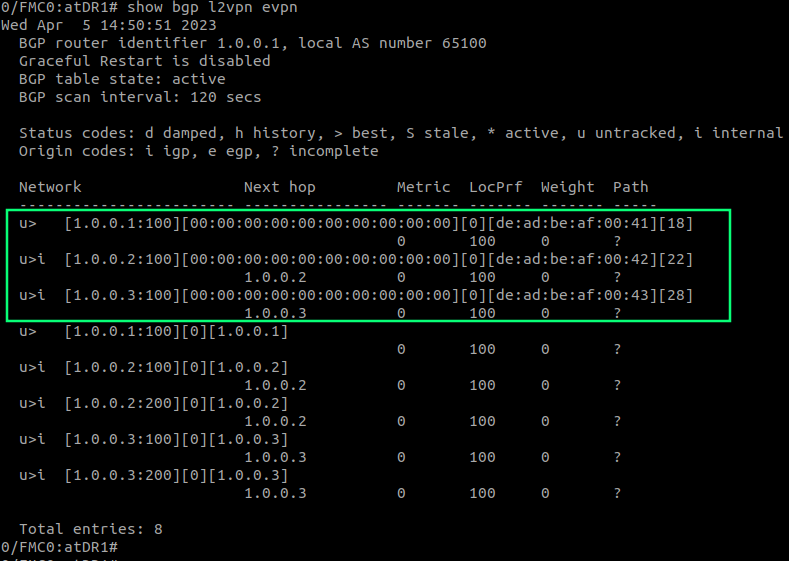 0/FMC0:atDR1# show bgp l2vpn evpn
Wed Apr  5 14:50:51 2023
  BGP router identifier 1.0.0.1, local AS number 65100
  Graceful Restart is disabled
  BGP table state: active
  BGP scan interval: 120 secs

  Status codes: d damped, h history, > best, S stale, * active, u untracked, i internal
  Origin codes: i igp, e egp, ? incomplete

  Network                  Next hop         Metric  LocPrf  Weight  Path
  ------------------------ ---------------- ------- ------- ------- -----
  u>   [1.0.0.1:100][00:00:00:00:00:00:00:00:00:00][0][de:ad:be:af:00:41][18]
                                            0       100     0       ?
  u>i  [1.0.0.2:100][00:00:00:00:00:00:00:00:00:00][0][de:ad:be:af:00:42][22]
                           1.0.0.2          0       100     0       ?
  u>i  [1.0.0.3:100][00:00:00:00:00:00:00:00:00:00][0][de:ad:be:af:00:43][28]
                           1.0.0.3          0       100     0       ?
  u>   [1.0.0.1:100][0][1.0.0.1]
                                            0       100     0       ?
  u>i  [1.0.0.2:100][0][1.0.0.2]
                           1.0.0.2          0       100     0       ?
  u>i  [1.0.0.2:200][0][1.0.0.2]
                           1.0.0.2          0       100     0       ?
  u>i  [1.0.0.3:100][0][1.0.0.3]
                           1.0.0.3          0       100     0       ?
  u>i  [1.0.0.3:200][0][1.0.0.3]
                           1.0.0.3          0       100     0       ?

  Total entries: 8
0/FMC0:atDR1#